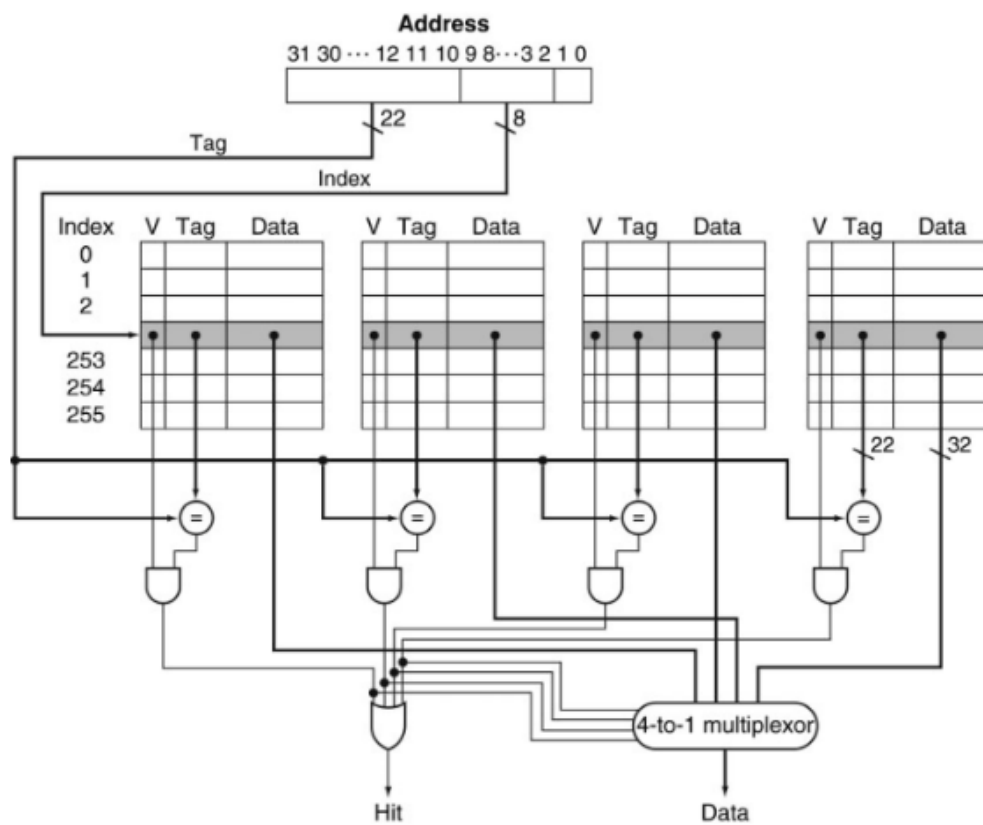 Address
31 30 ··· 12 11 10 9 8···3 2 1 0
22 8
Tag
Index
Index V Tag Data V Tag Data V Tag Data V Tag Data
0
1
2
253
254
255
22 32
= = = =
4-to-1 multiplexor
Hit Data